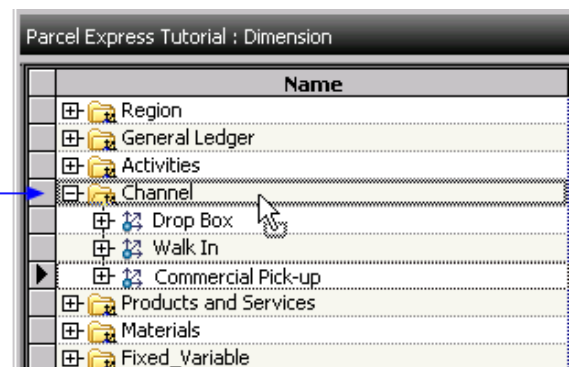 Parcel Express Tutorial : Dimension
Name
Region
General Ledger
Activities
Channel
Drop Box
Walk In
Commercial Pick-up
Products and Services
Materials
Fixed_Variable